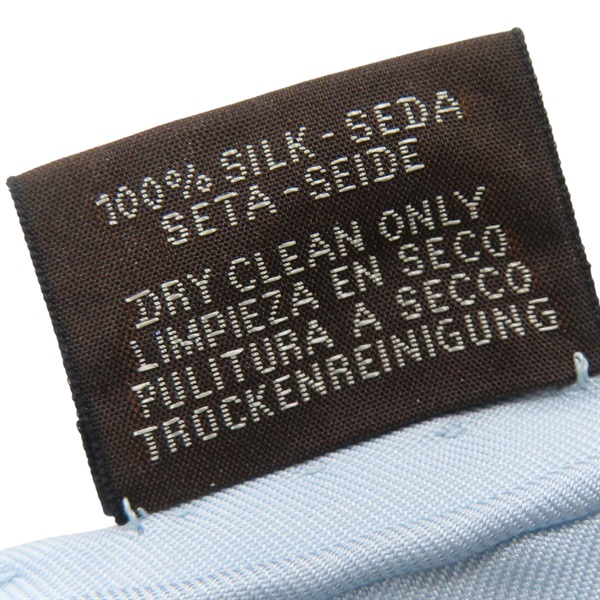 100% SILK - SEDA
SETA - SEIDE
DRY CLEAN ONLY
LIMPIEZA EN SECO
PULITURA A SECCO
TROCKENREINIGUNG